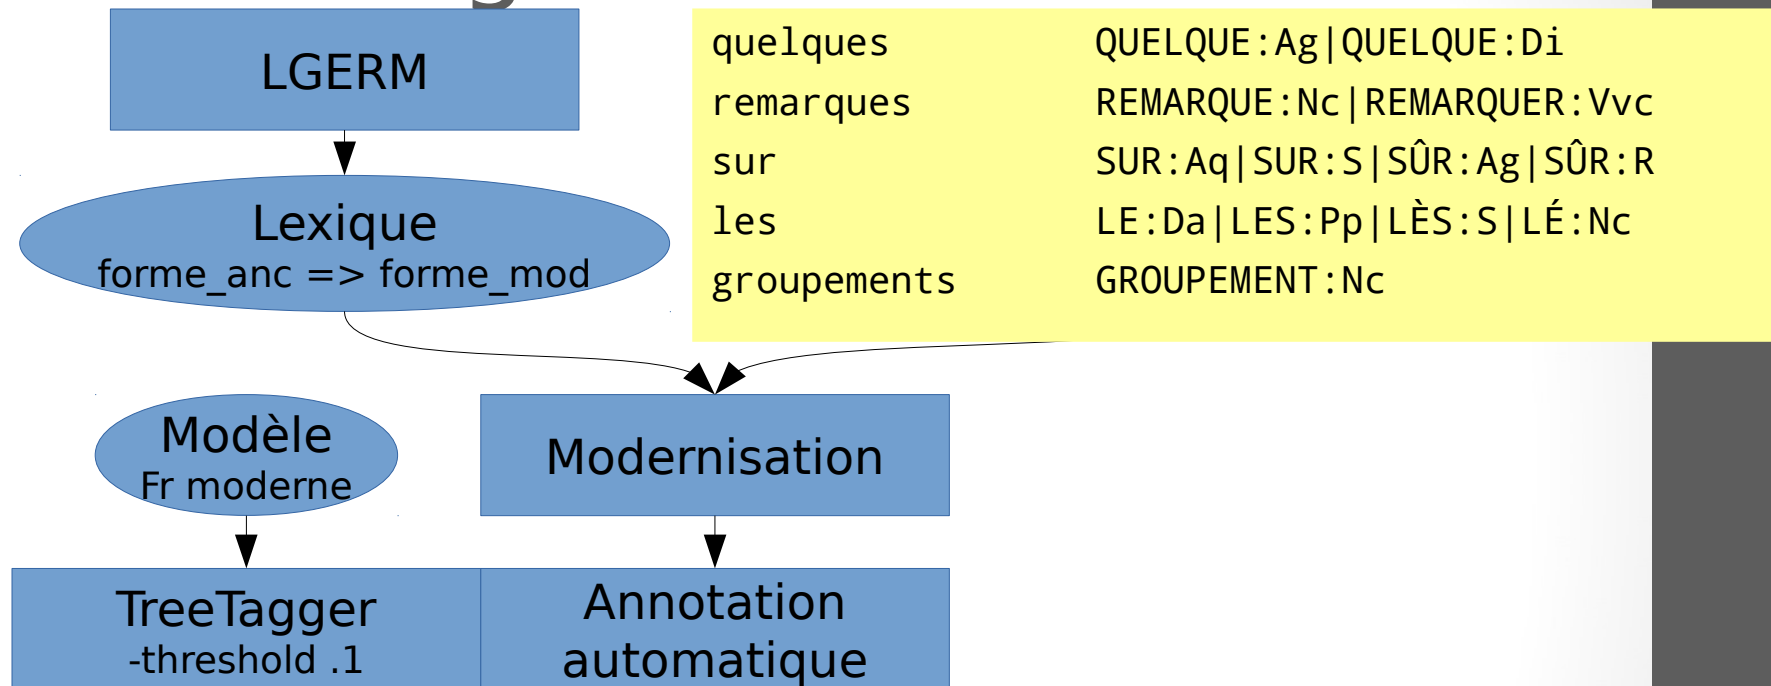 LGERM
Lexique
forme_anc => forme_mod
quelques QUELQUE:Ag|QUELQUE:Di
remarques REMARQUE:Nc|REMARQUER:Vvc
sur SUR:Aq|SUR:S|SÛR:Ag|SÛR:R
les LE:Da|LES:Pp|LÈS:S|LÉ:Nc
groupements GROUPEMENT:Nc
Modèle
Fr moderne
Modernisation
TreeTagger
-threshold .1
Annotation
automatique